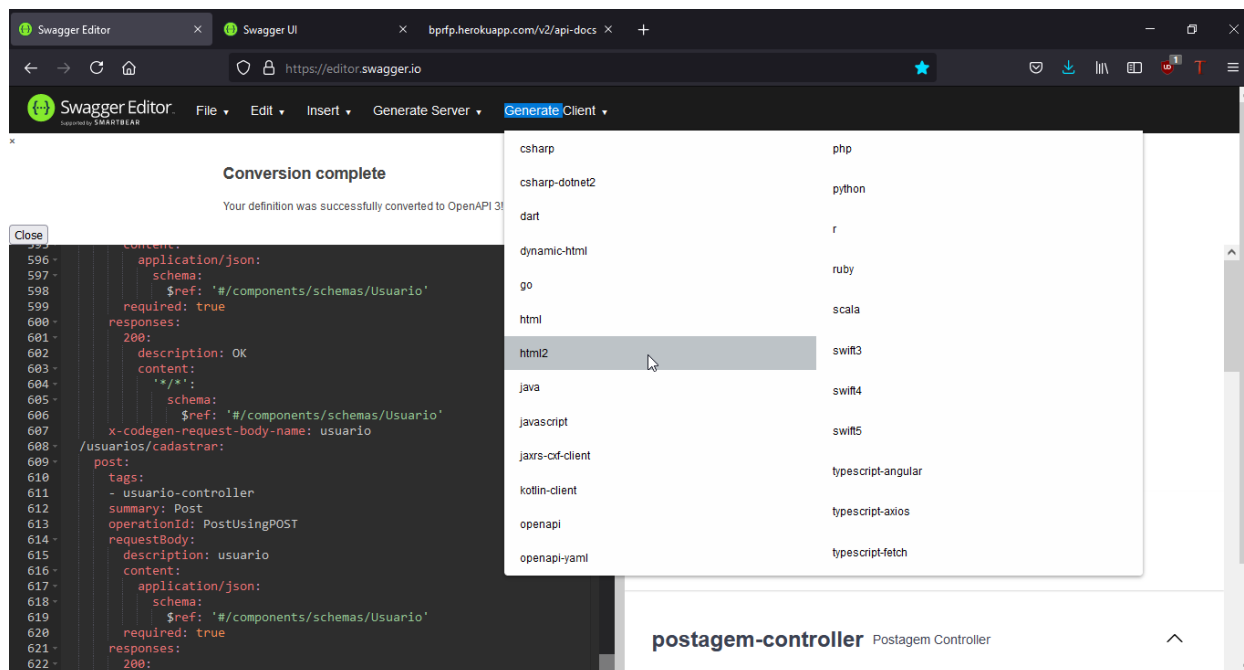 Swagger Editor × Swagger UI × bprfp.herokuapp.com/v2/api-docs × +
https://editor.swagger.io
Swagger Editor. File Edit Insert Generate Server Generate Client
Supported by SMARTBEAR
×
Conversion complete
Your definition was successfully converted to OpenAPI 3!
Close
595 content:
596 application/json:
597 schema:
598 $ref: '#/components/schemas/Usuario'
599 required: true
600 responses:
601 200:
602 description: OK
603 content:
604 '*/*':
605 schema:
606 $ref: '#/components/schemas/Usuario'
607 x-codegen-request-body-name: usuario
608 /usuarios/cadastrar:
609 post:
610 tags:
611 - usuario-controller
612 summary: Post
613 operationId: PostUsingPOST
614 requestBody:
615 description: usuario
616 content:
617 application/json:
618 schema:
619 $ref: '#/components/schemas/Usuario'
620 required: true
621 responses:
622 200:
csharp
csharp-dotnet2
dart
dynamic-html
go
html
html2
java
javascript
jaxrs-cxf-client
kotlin-client
openapi
openapi-yaml
php
python
r
ruby
scala
swift3
swift4
swift5
typescript-angular
typescript-axios
typescript-fetch
postagem-controller Postagem Controller